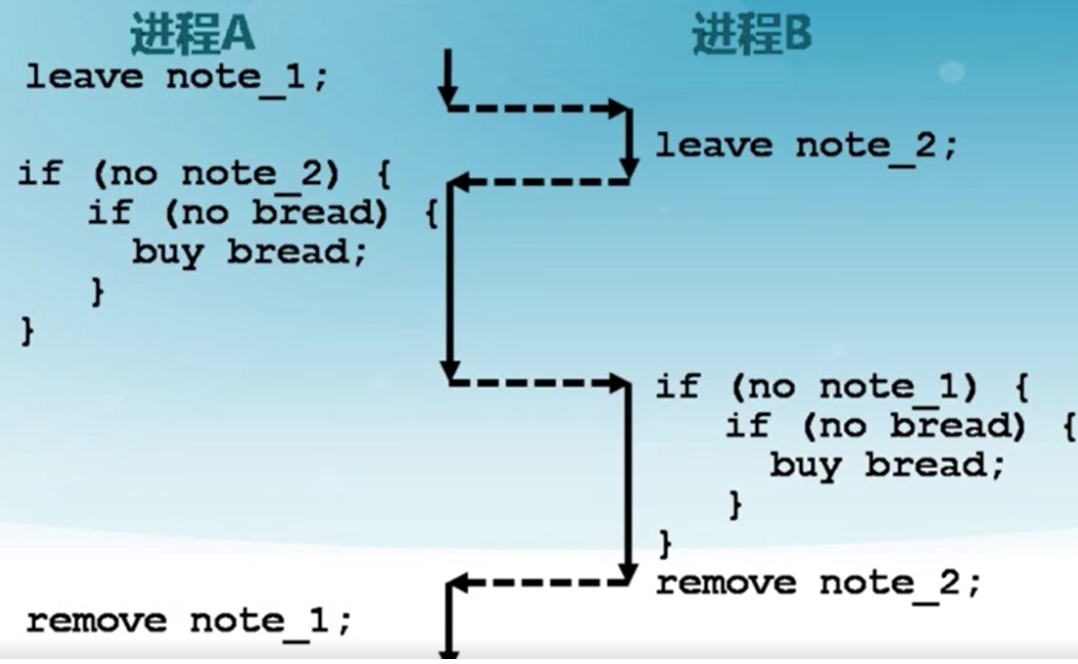 进程A
进程B
leave note_1;
leave note_2;
if (no note_2) {
if (no bread) {
buy bread;
}
}
if (no note_1) {
if (no bread) {
buy bread;
}
}
remove note_2;
remove note_1;